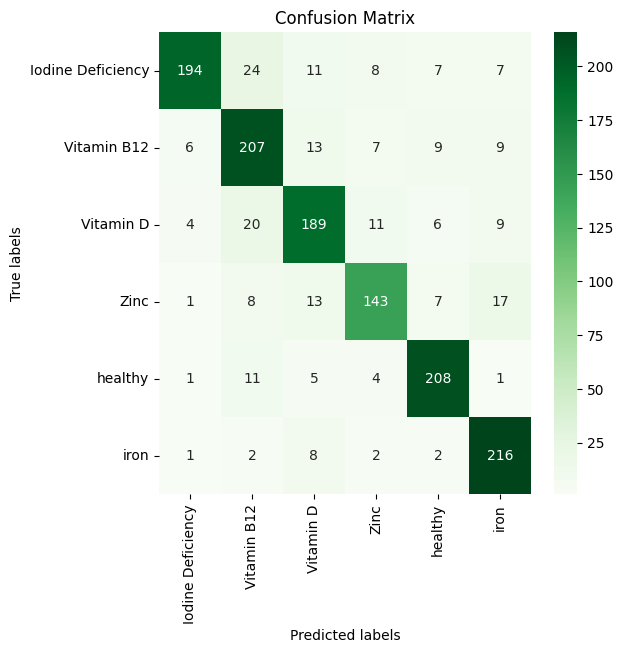 Confusion Matrix
True labels
Iodine Deficiency 194 24 11 8 7 7
Vitamin B12 6 207 13 7 9 9
Vitamin D 4 20 189 11 6 9
Zinc 1 8 13 143 7 17
healthy 1 11 5 4 208 1
iron 1 2 8 2 2 216
Iodine Deficiency Vitamin B12 Vitamin D Zinc healthy iron
Predicted labels
200
175
150
125
100
75
50
25